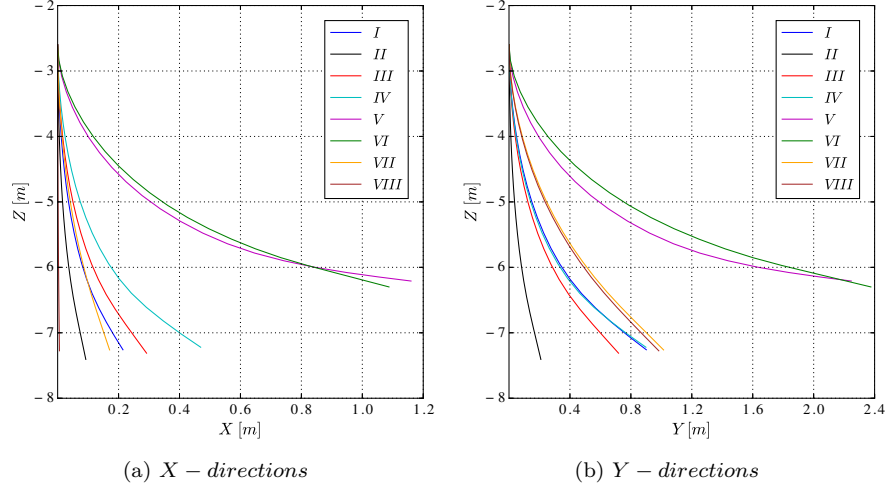 − 2
− 3
− 4
− 5
− 6
− 7
− 8
Z [m]
0.2 0.4 0.6 0.8 1.0 1.2
X [m]
I
II
III
IV
V
VI
VII
VIII
(a) X − directions
− 2
− 3
− 4
− 5
− 6
− 7
− 8
Z [m]
0.4 0.8 1.2 1.6 2.0 2.4
Y [m]
I
II
III
IV
V
VI
VII
VIII
(b) Y − directions